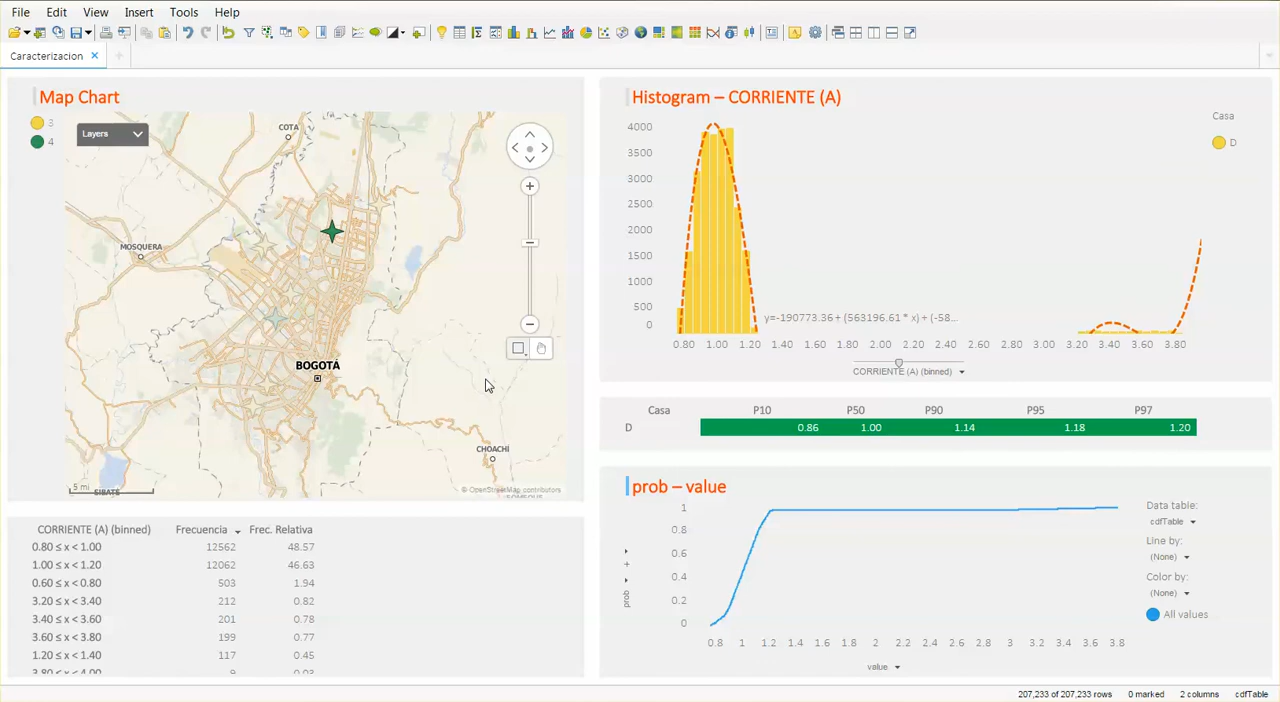 File Edit View Insert Tools Help
Caracterizacion
Map Chart
3
4
Layers
COTA
MOSQUERA
BOGOTÁ
CHOACHÍ
5 mi
SIBATÉ
© OpenStreetMap contributors
Histogram – CORRIENTE (A)
4000
3500
3000
2500
2000
1500
1000
500
0
y=-190773.36 + (563196.61 * x) + (-58...
0.80 1.00 1.20 1.40 1.60 1.80 2.00 2.20 2.40 2.60 3.00 3.20 3.40 3.60 3.80
CORRIENTE (A) (binned)
Casa
D
Casa P10 P50 P90 P95 P97
D 0.86 1.00 1.14 1.18 1.20
CORRIENTE (A) (binned) Frecuencia Frec. Relativa
0.80 ≤ x < 1.00 12562 48.57
1.00 ≤ x < 1.20 12062 46.63
0.60 ≤ x < 0.80 503 1.94
3.20 ≤ x < 3.40 212 0.82
3.40 ≤ x < 3.60 201 0.78
3.60 ≤ x < 3.80 199 0.77
1.20 ≤ x < 1.40 117 0.45
3.80 ≤ x < 4.00 9 0.03
prob – value
1
0.8
0.6
0.4
0.2
0
prob
0.8 1 1.2 1.4 1.6 1.8 2 2.2 2.4 2.6 2.8 3 3.2 3.4 3.6 3.8
value
Data table:
cdfTable
Line by:
(None)
Color by:
(None)
All values
207,233 of 207,233 rows 0 marked 2 columns cdfTable